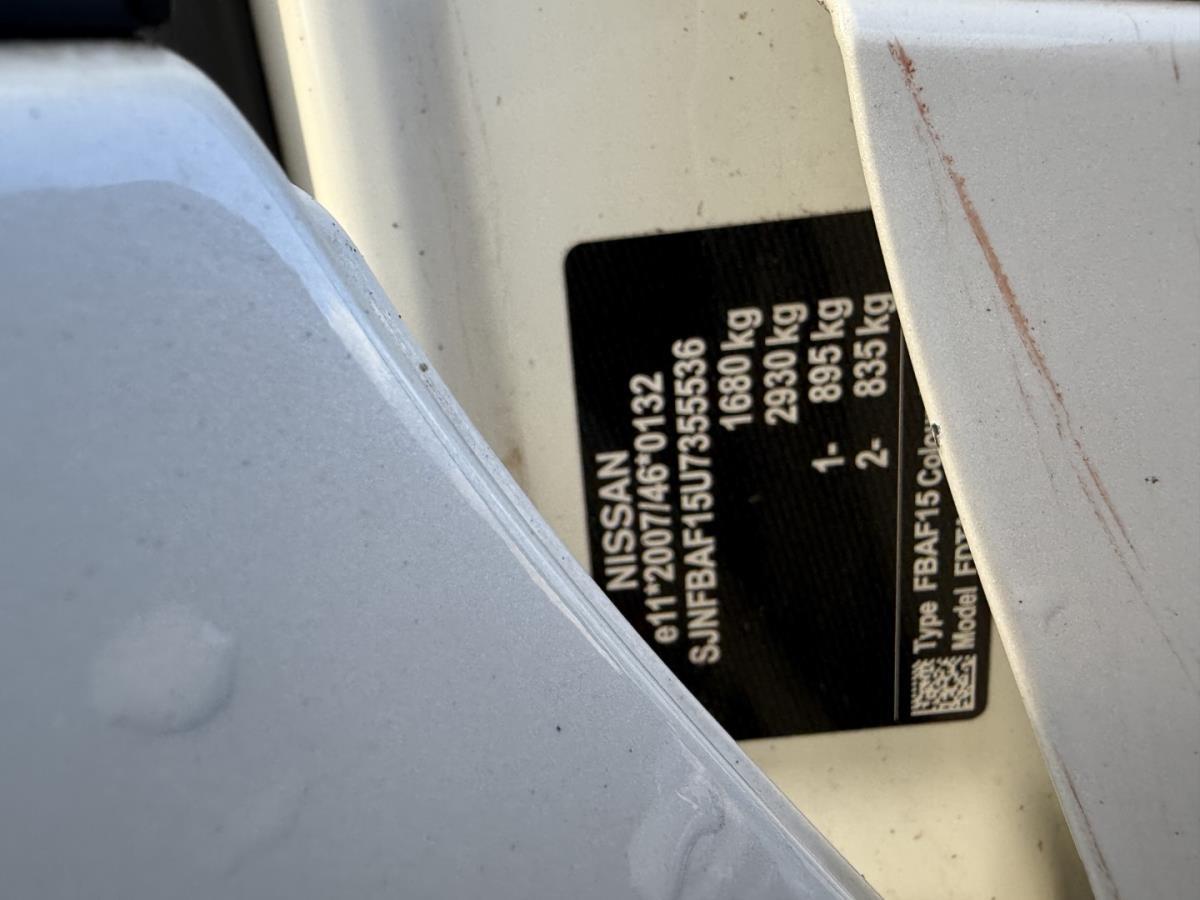 NISSAN
e11*2007/46*0132
SJNFBAF15U7355536
1680 kg
2930 kg
1- 895 kg
2- 835 kg
Type FBAF15
Model